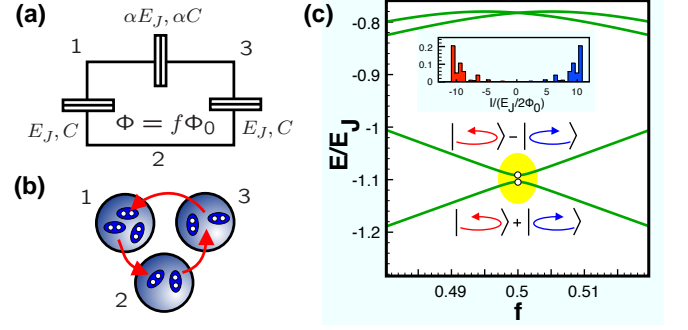 (a)
αE_J, αC
1
3
E_J, C
Φ = fΦ_0
E_J, C
2
(b)
1
3
2
(c)
E/E_J
-0.8
-0.9
-1
-1.1
-1.2
0.2
0.1
0
-10
-5
0
5
10
I/(E_J/2Φ_0)
| ⟩ − | ⟩
| ⟩ + | ⟩
0.49
0.5
0.51
f